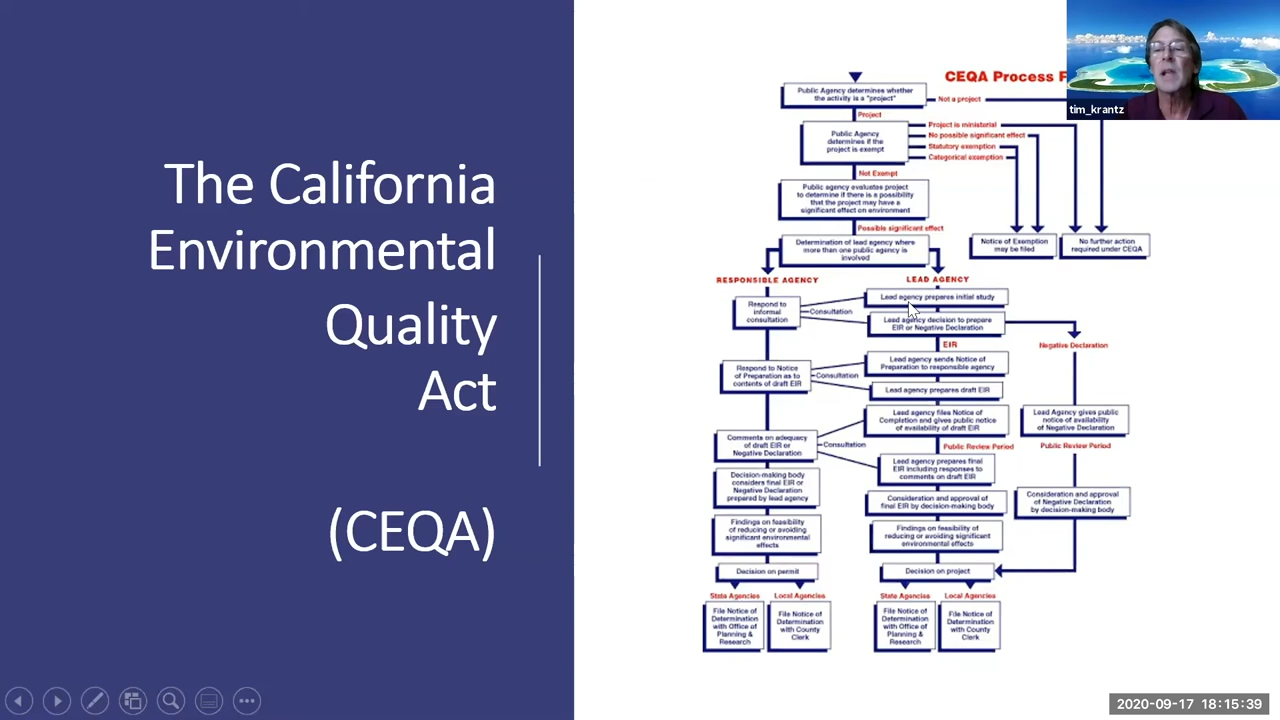 The California
Environmental
Quality
Act
(CEQA)
CEQA Process F
tim_krantz
Public Agency determines whether
the activity is a "project"
Not a project
Project
Public Agency
determines if the
project is exempt
Project is ministerial
No possible significant effect
Statutory exemption
Categorical exemption
Not Exempt
Public agency evaluates project
to determine if there is a possibility
that the project may have a
significant effect on environment
Possible significant effect
Determination of lead agency where
more than one public agency is
involved
Notice of Exemption
may be filed
No further action
required under CEQA
RESPONSIBLE AGENCY
LEAD AGENCY
Respond to
informal
consultation
Consultation
Lead agency prepares initial study
Lead agency decision to prepare
EIR or Negative Declaration
EIR
Negative Declaration
Respond to Notice
of Preparation as to
contents of draft EIR
Consultation
Lead agency sends Notice of
Preparation to responsible agency
Lead agency prepares draft EIR
Lead agency files Notice of
Completion and gives public notice
of availability of draft EIR
Lead Agency gives public
notice of availability
of Negative Declaration
Comments on adequacy
of draft EIR or
Negative Declaration
Consultation
Public Review Period
Public Review Period
Lead agency prepares final
EIR including responses to
comments on draft EIR
Decision-making body
considers final EIR or
Negative Declaration
prepared by lead agency
Consideration and approval of
final EIR by decision-making body
Consideration and approval
of Negative Declaration
by decision-making body
Findings on feasibility
of reducing or avoiding
significant environmental
effects
Findings on feasibility of
reducing or avoiding significant
environmental effects
Decision on permit
Decision on project
State Agencies
Local Agencies
State Agencies
Local Agencies
File Notice of
Determination
with Office of
Planning &
Research
File Notice of
Determination
with County
Clerk
File Notice of
Determination
with Office of
Planning &
Research
File Notice of
Determination
with County
Clerk
2020-09-17 18:15:39